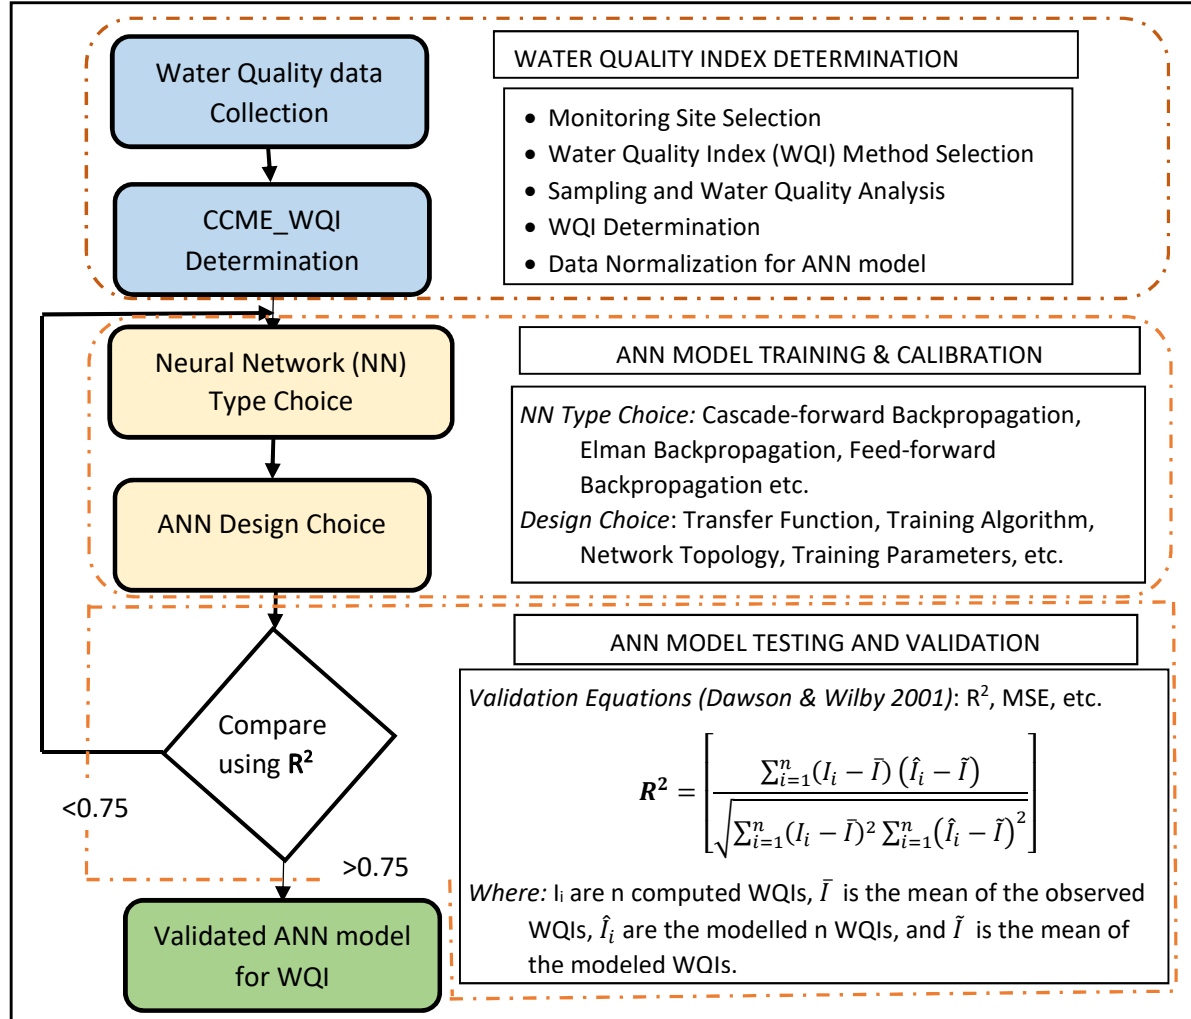 Water Quality data
Collection
WATER QUALITY INDEX DETERMINATION
• Monitoring Site Selection
• Water Quality Index (WQI) Method Selection
• Sampling and Water Quality Analysis
• WQI Determination
• Data Normalization for ANN model
CCME_WQI
Determination
Neural Network (NN)
Type Choice
ANN MODEL TRAINING & CALIBRATION
NN Type Choice: Cascade-forward Backpropagation,
Elman Backpropagation, Feed-forward
Backpropagation etc.
Design Choice: Transfer Function, Training Algorithm,
Network Topology, Training Parameters, etc.
ANN Design Choice
ANN MODEL TESTING AND VALIDATION
Validation Equations (Dawson & Wilby 2001): R², MSE, etc.
R² = [ ∑ᵢ₌₁ⁿ(Iᵢ − Ī) (Îᵢ − Ĩ) / √(∑ᵢ₌₁ⁿ(Iᵢ − Ī)² ∑ᵢ₌₁ⁿ(Îᵢ − Ĩ)²) ]
Where: Iᵢ are n computed WQIs, Ī is the mean of the observed
WQIs, Îᵢ are the modelled n WQIs, and Ĩ is the mean of
the modeled WQIs.
Compare
using R²
<0.75
>0.75
Validated ANN model
for WQI